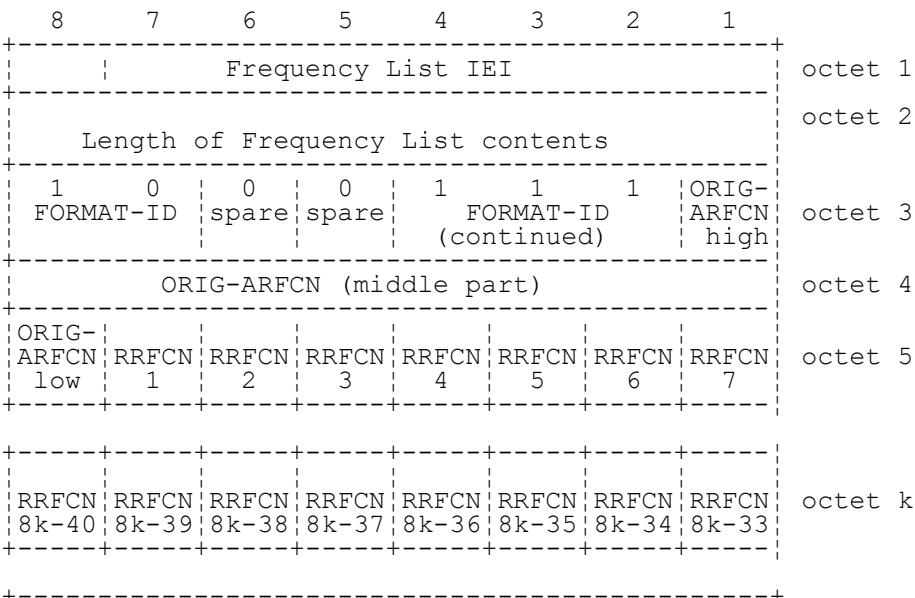 8 7 6 5 4 3 2 1
Frequency List IEI octet 1
octet 2
Length of Frequency List contents
1 0 0 0 1 1 1 ORIG-
FORMAT-ID spare spare FORMAT-ID ARFCN octet 3
(continued) high
ORIG-ARFCN (middle part) octet 4
ORIG-
ARFCN RRFCN RRFCN RRFCN RRFCN RRFCN RRFCN RRFCN octet 5
low 1 2 3 4 5 6 7
RRFCN RRFCN RRFCN RRFCN RRFCN RRFCN RRFCN RRFCN octet k
8k-40 8k-39 8k-38 8k-37 8k-36 8k-35 8k-34 8k-33